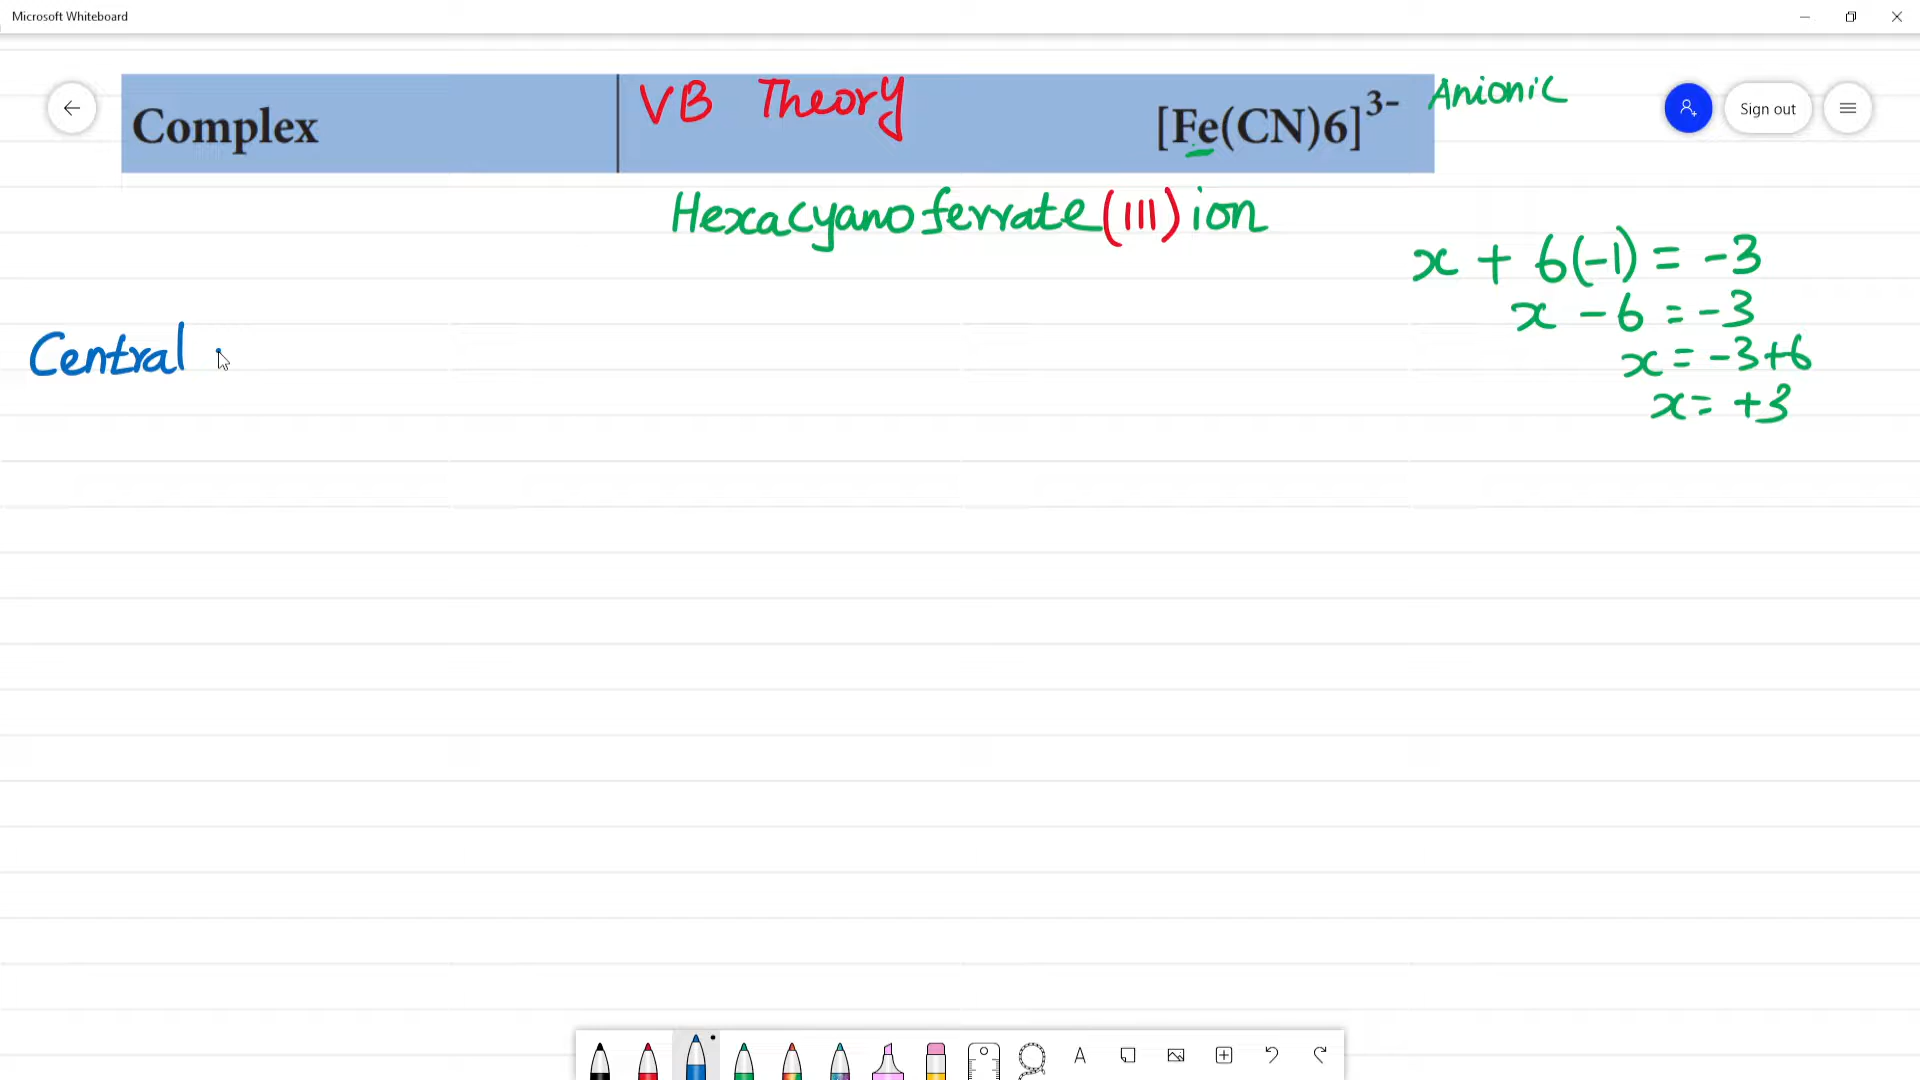 Microsoft Whiteboard
Complex
VB Theory
[Fe(CN)6]³⁻
Anionic
Sign out
Hexacyanoferrate(III)ion
x + 6(-1) = -3
x - 6 = -3
x = -3+6
x = +3
Central